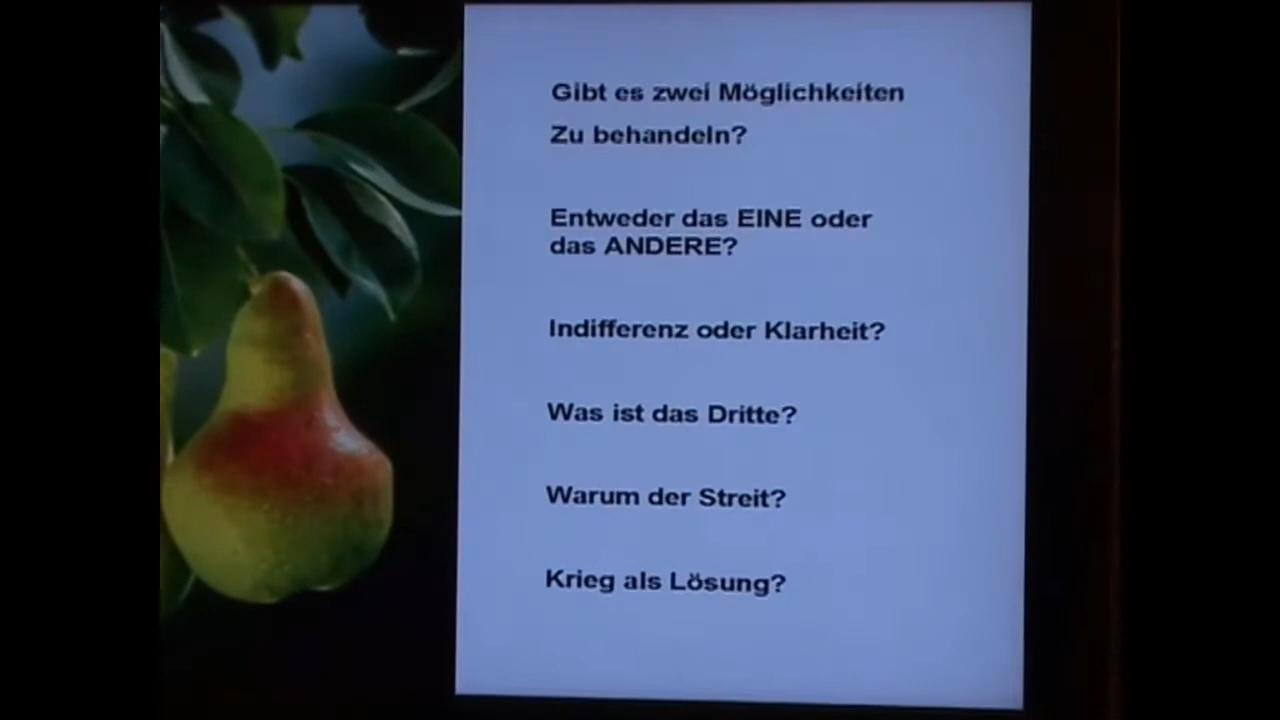 Gibt es zwei Möglichkeiten
Zu behandeln?
Entweder das EINE oder
das ANDERE?
Indifferenz oder Klarheit?
Was ist das Dritte?
Warum der Streit?
Krieg als Lösung?